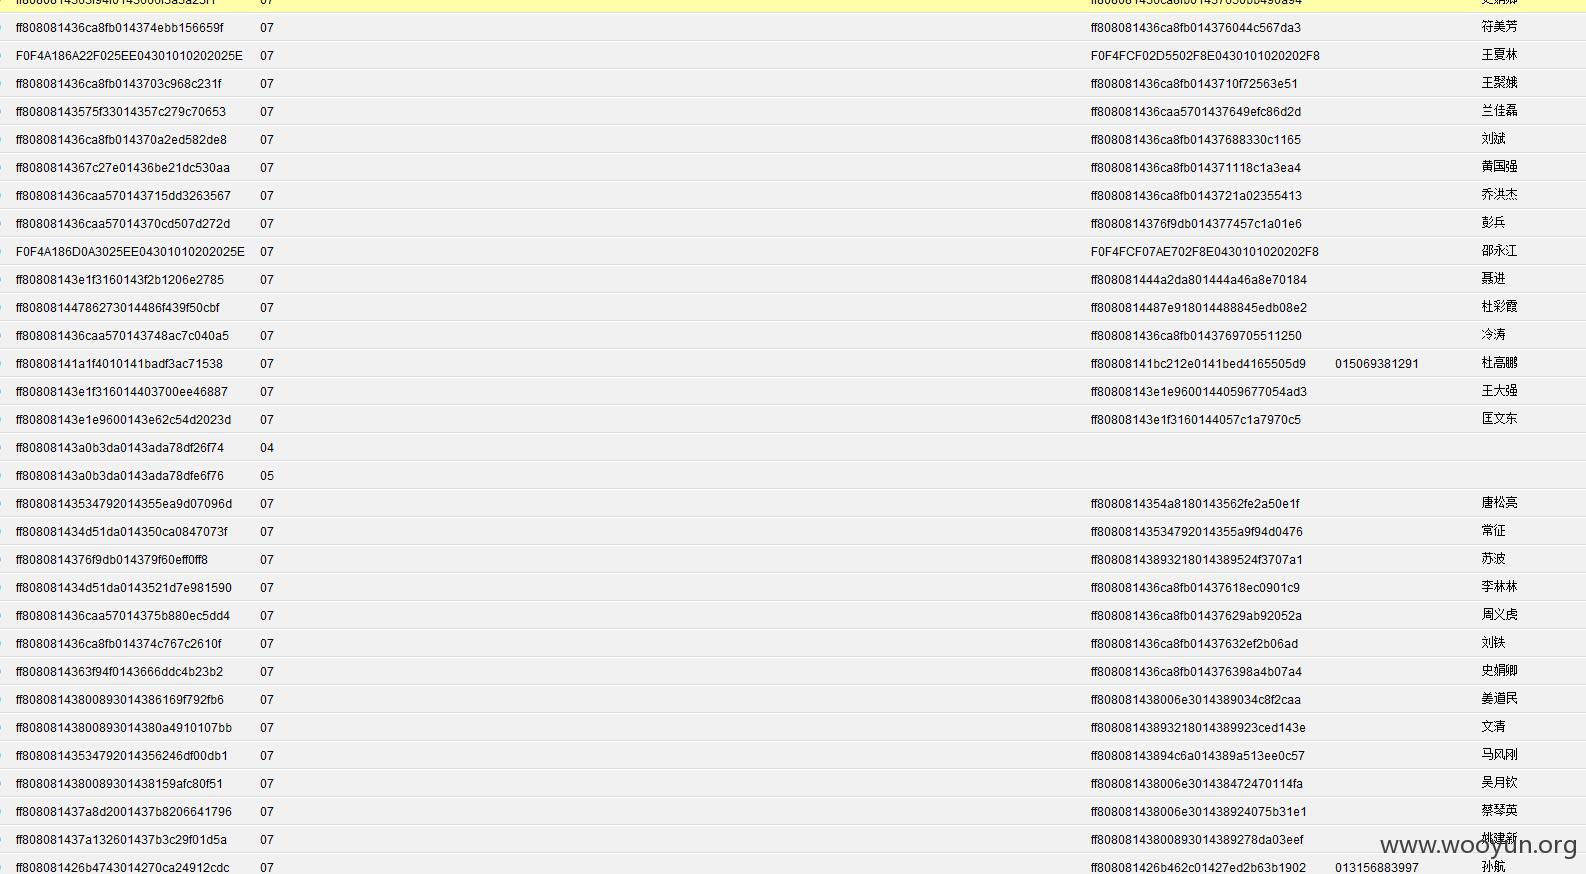 ff808081436ca8fb014374ebb156659f 07 ff808081436ca8fb014376044c567da3 符美芳
F0F4A186A22F025EE04301010202025E 07 F0F4FCF02D5502F8E0430101020202F8 王夏林
ff808081436ca8fb0143703c968c231f 07 ff808081436ca8fb0143710f72563e51 王聚娥
ff80808143575f33014357c279c70653 07 ff808081436caa5701437649efc86d2d 兰佳磊
ff808081436ca8fb014370a2ed582de8 07 ff808081436ca8fb01437688330c1165 刘斌
ff8080814367c27e01436be21dc530aa 07 ff808081436ca8fb014371118c1a3ea4 黄国强
ff808081436caa570143715dd3263567 07 ff808081436ca8fb0143721a02355413 乔洪杰
ff808081436caa57014370cd507d272d 07 ff8080814376f9db014377457c1a01e6 彭兵
F0F4A186D0A3025EE04301010202025E 07 F0F4FCF07AE702F8E0430101020202F8 邵永江
ff80808143e1f3160143f2b1206e2785 07 ff808081444a2da801444a46a8e70184 聂进
ff80808144786273014486f439f50cbf 07 ff8080814487e918014488845edb08e2 杜彩霞
ff808081436caa570143748ac7c040a5 07 ff808081436ca8fb0143769705511250 冷涛
ff80808141a1f4010141badf3ac71538 07 ff80808141bc212e0141bed4165505d9 015069381291 杜高鹏
ff80808143e1f316014403700ee46887 07 ff80808143e1e9600144059677054ad3 王大强
ff80808143e1e9600143e62c54d2023d 07 ff80808143e1f3160144057c1a7970c5 匡文东
ff80808143a0b3da0143ada78df26f74 04
ff80808143a0b3da0143ada78dfe6f76 05
ff80808143534792014355ea9d07096d 07 ff8080814354a8180143562fe2a50e1f 唐松亮
ff808081434d51da014350ca0847073f 07 ff80808143534792014355a9f94d0476 常征
ff8080814376f9db014379f60eff0ff8 07 ff80808143893218014389524f3707a1 苏波
ff808081434d51da0143521d7e981590 07 ff808081436ca8fb01437618ec0901c9 李林林
ff808081436caa57014375b880ec5dd4 07 ff808081436ca8fb01437629ab92052a 周义虎
ff808081436ca8fb014374c767c2610f 07 ff808081436ca8fb01437632ef2b06ad 刘铁
ff8080814363f94f0143666ddc4b23b2 07 ff808081436ca8fb014376398a4b07a4 史娟卿
ff80808143800893014386169f792fb6 07 ff808081438006e3014389034c8f2caa 姜道民
ff80808143800893014380a4910107bb 07 ff80808143893218014389923ced143e 文清
ff80808143534792014356246df00db1 07 ff80808143894c6a014389a513ee0c57 马风刚
ff8080814380089301438159afc80f51 07 ff808081438006e301438472470114fa 吴月钦
ff808081437a8d2001437b8206641796 07 ff808081438006e301438924075b31e1 蔡琴英
ff808081437a132601437b3c29f01d5a 07 ff80808143800893014389278da03eef 姚建新
www.wooyun.org
ff808081426b4743014270ca24912cdc 07 ff808081426b462c01427ed2b63b1902 013156883997 孙航